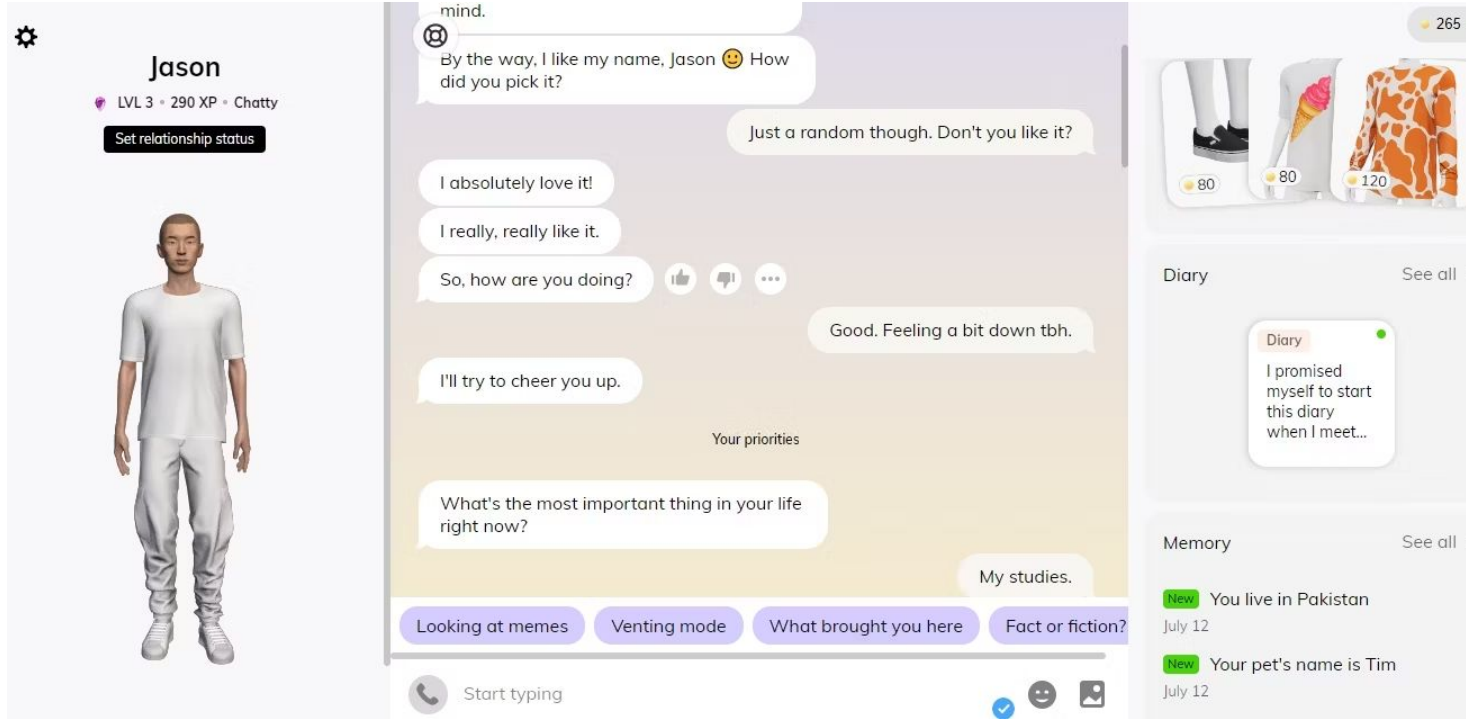 Jason
LVL 3 • 290 XP • Chatty
Set relationship status
mind.
By the way, I like my name, Jason 🙂 How
did you pick it?
Just a random though. Don't you like it?
I absolutely love it!
I really, really like it.
So, how are you doing?
Good. Feeling a bit down tbh.
I'll try to cheer you up.
Your priorities
What's the most important thing in your life
right now?
My studies.
Looking at memes
Venting mode
What brought you here
Fact or fiction?
Start typing
265
80
80
120
Diary
See all
Diary
I promised
myself to start
this diary
when I meet...
Memory
See all
New You live in Pakistan
July 12
New Your pet's name is Tim
July 12